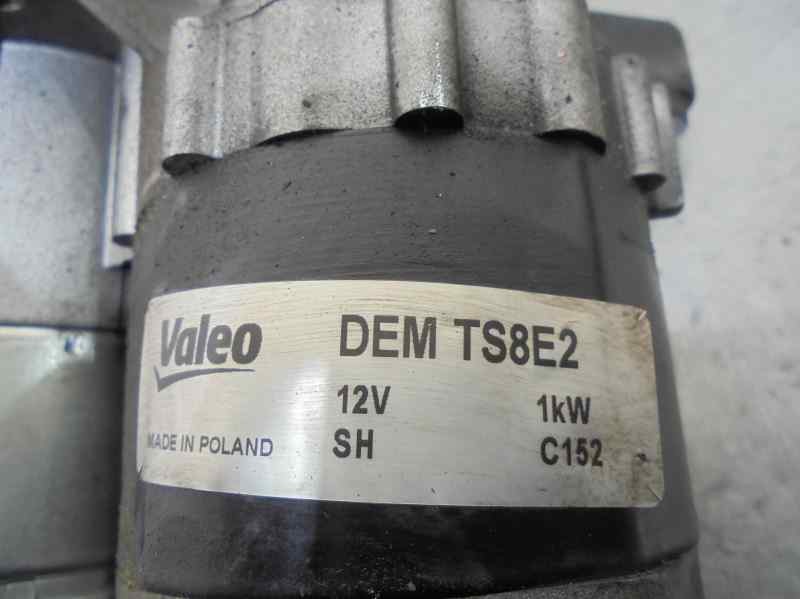 Valeo DEM TS8E2
12V 1kW
MADE IN POLAND SH C152